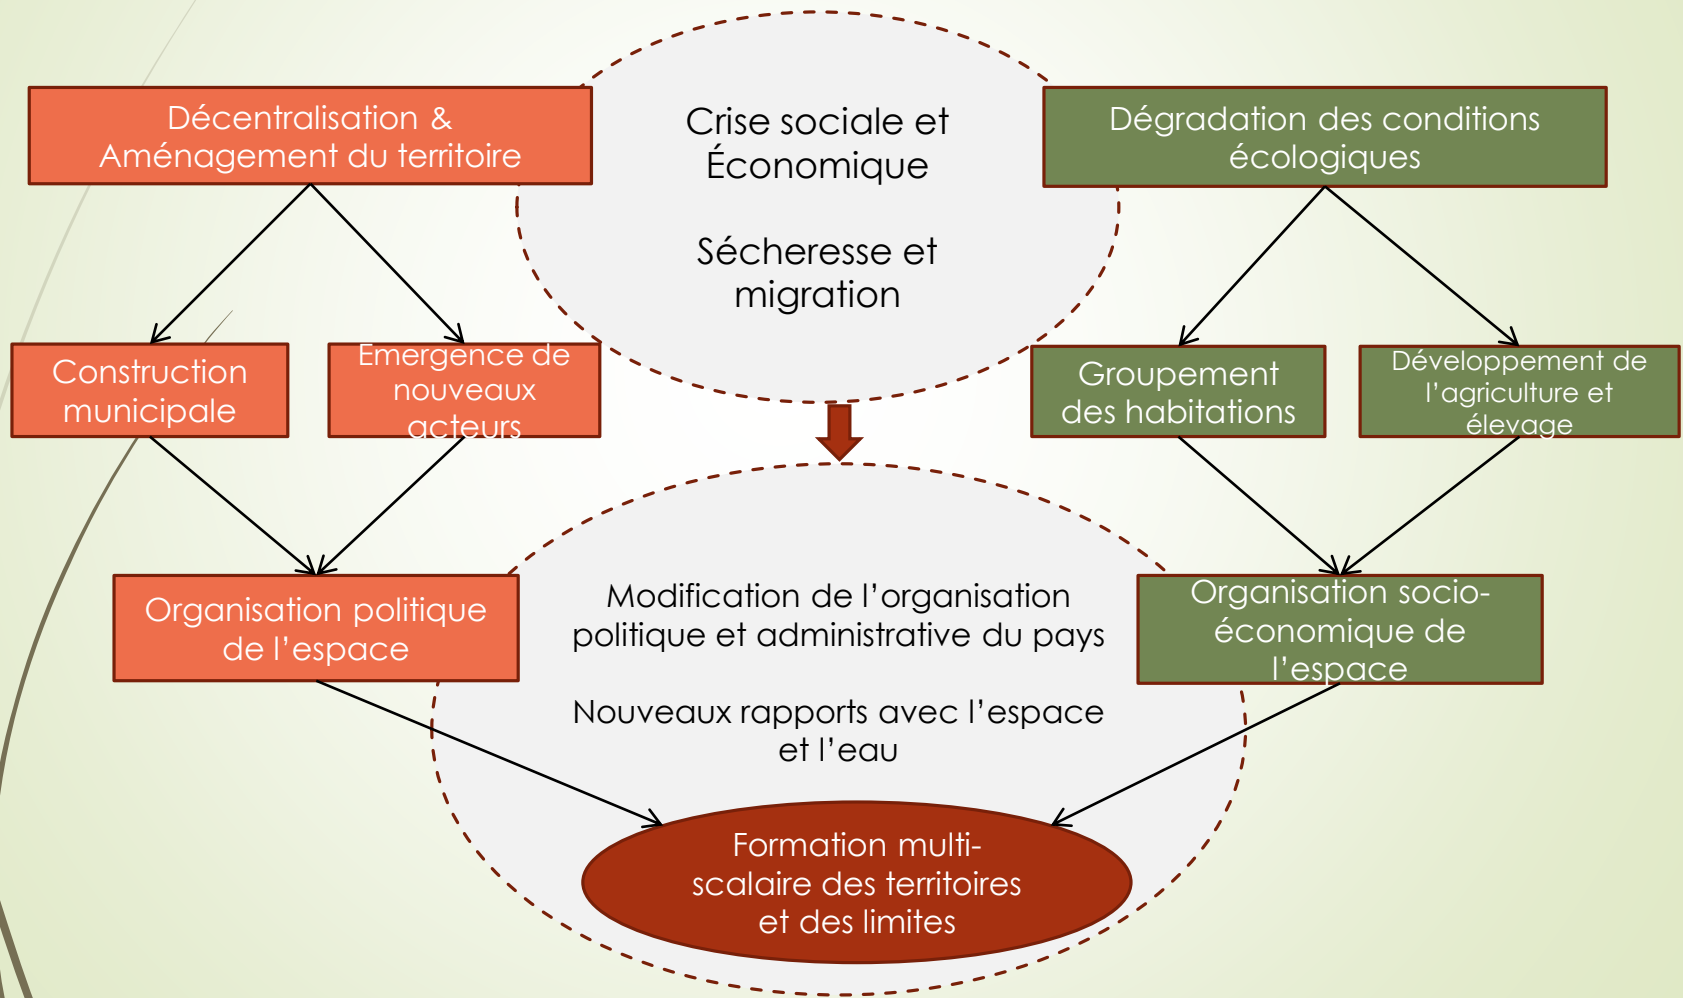 Décentralisation &
Aménagement du territoire
Crise sociale et
Économique
Sécheresse et
migration
Dégradation des conditions
écologiques
Construction
municipale
Emergence de
nouveaux
acteurs
Groupement
des habitations
Développement de
l’agriculture et
élevage
Organisation politique
de l’espace
Modification de l’organisation
politique et administrative du pays
Nouveaux rapports avec l’espace
et l’eau
Organisation socio-
économique de
l’espace
Formation multi-
scalaire des territoires
et des limites